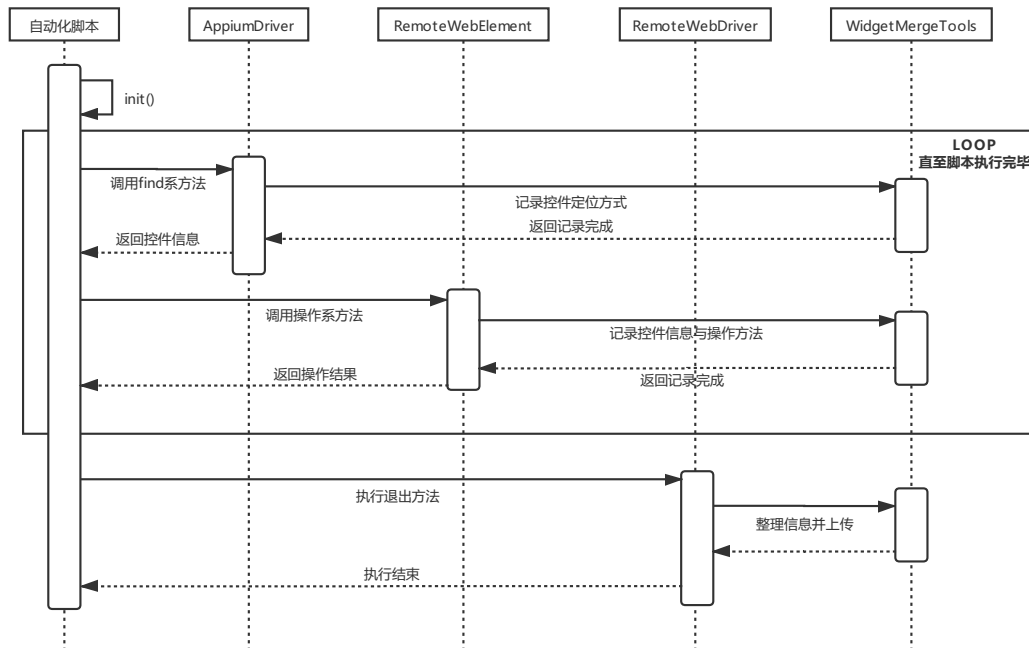 自动化脚本
AppiumDriver
RemoteWebElement
RemoteWebDriver
WidgetMergeTools
init()
LOOP
直至脚本执行完毕
调用find系方法
记录控件定位方式
返回记录完成
返回控件信息
调用操作系方法
记录控件信息与操作方法
返回操作结果
返回记录完成
执行退出方法
整理信息并上传
执行结束